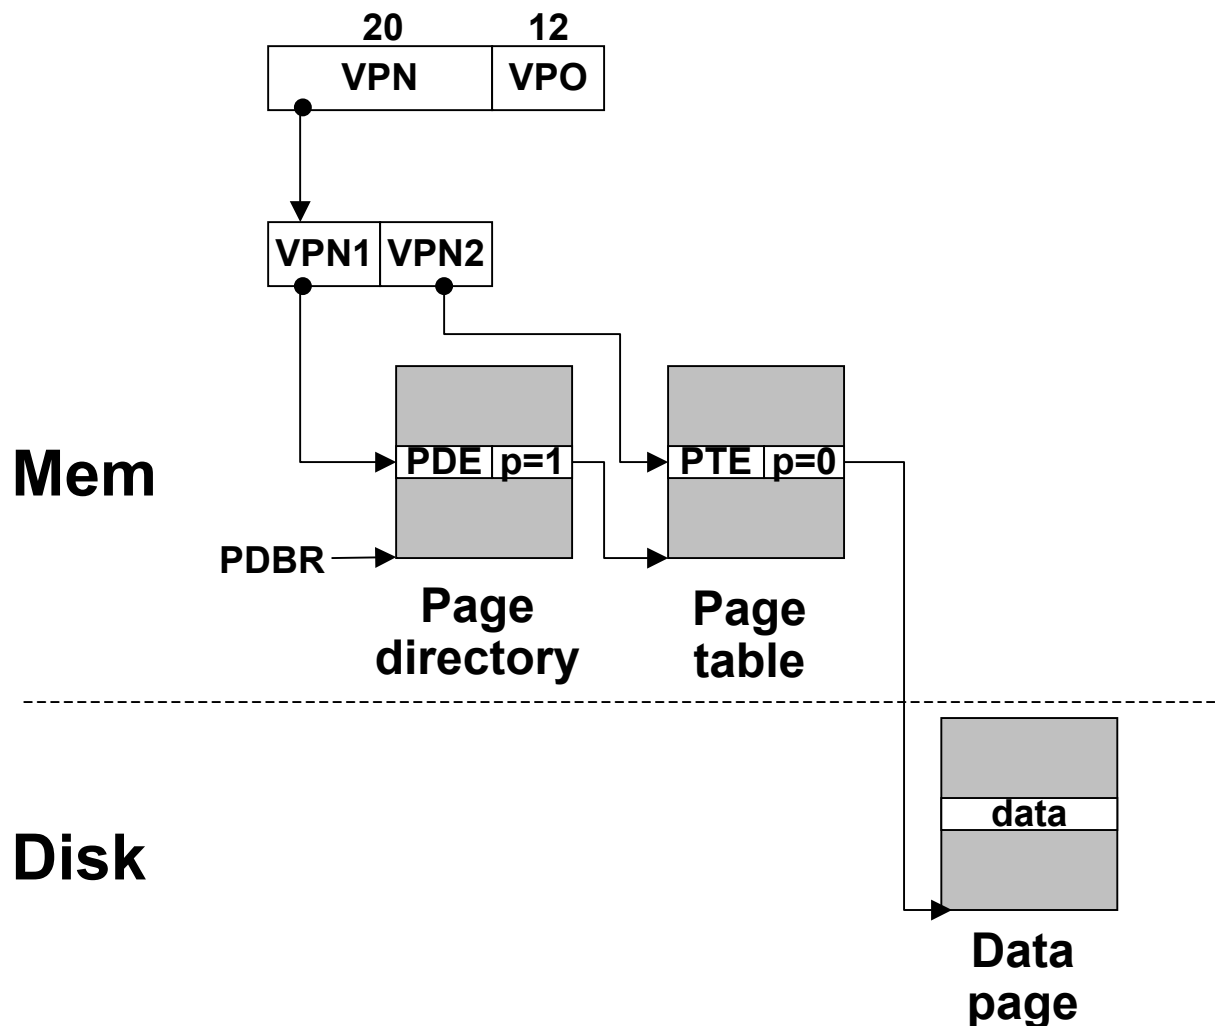 20 12
VPN VPO
VPN1 VPN2
Mem
PDE p=1 PTE p=0
PDBR
Page
directory
Page
table
Disk
data
Data
page